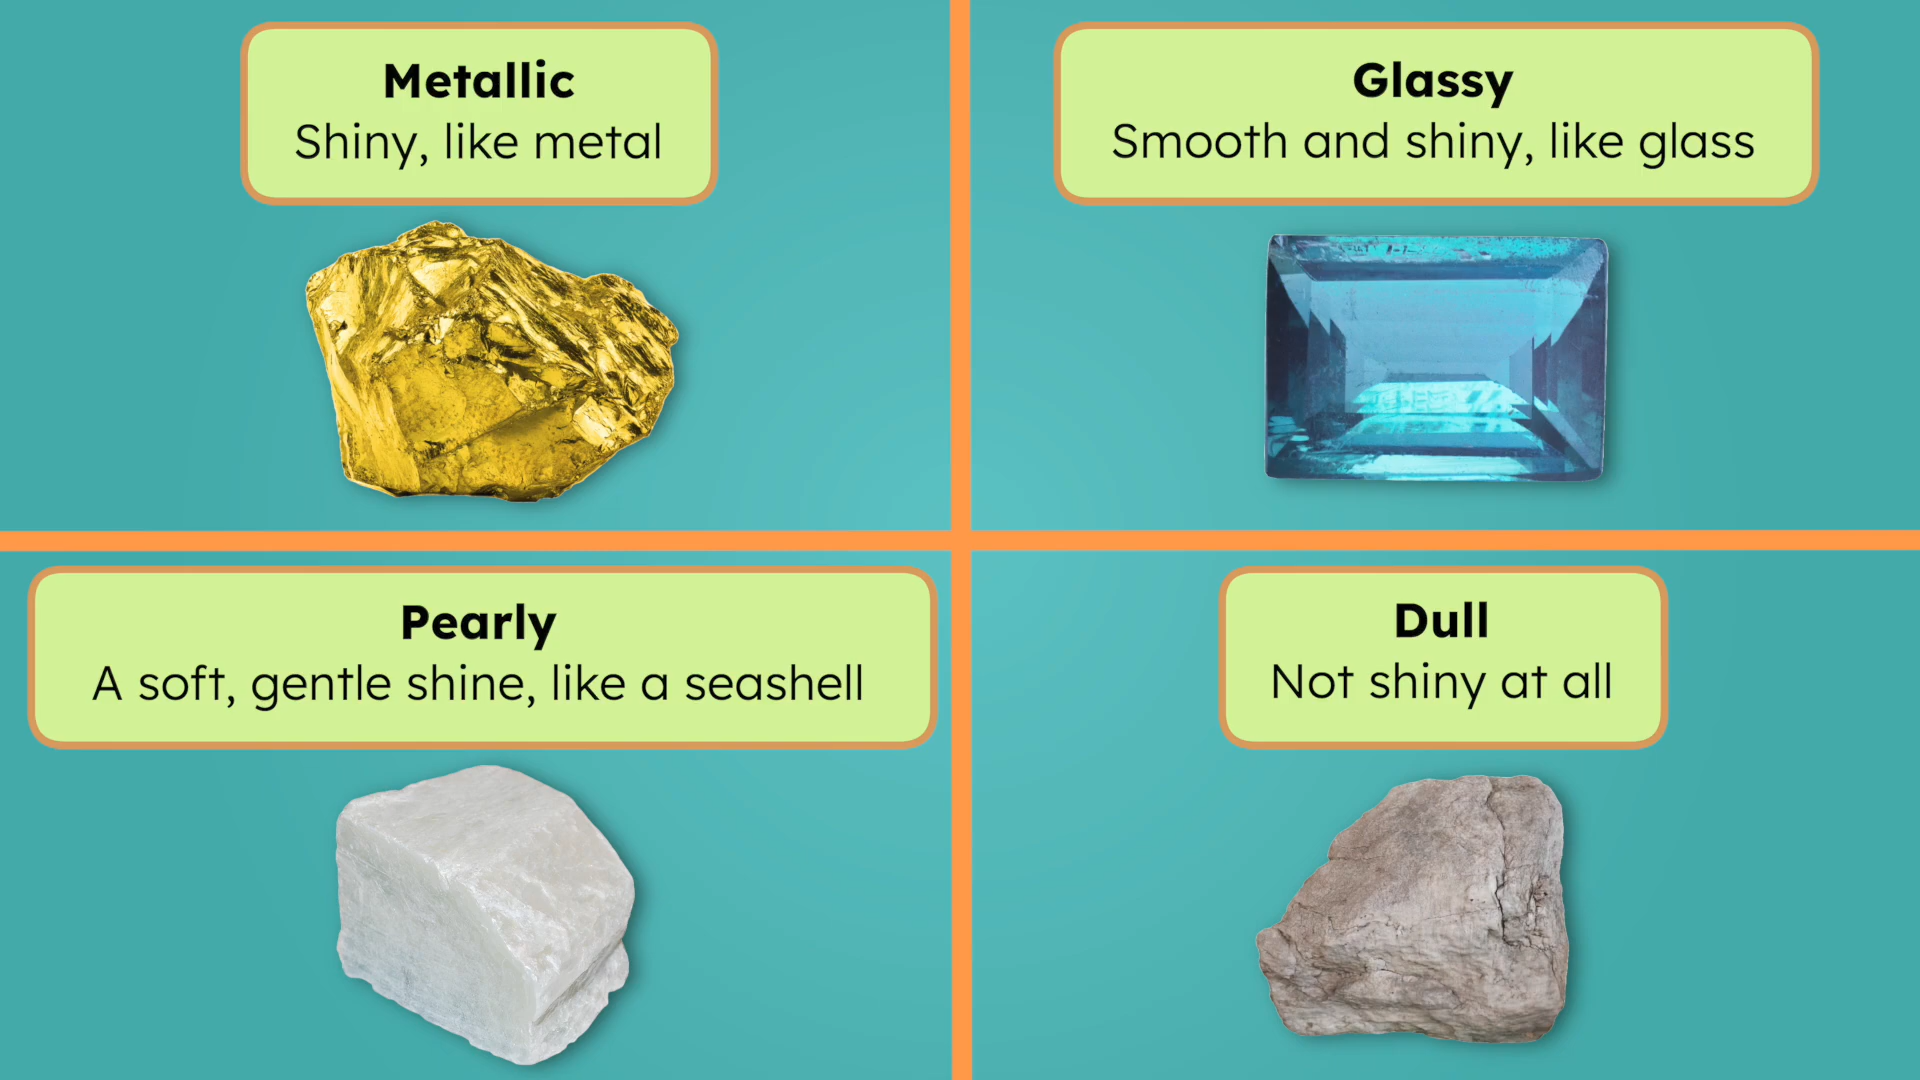 Metallic
Shiny, like metal
Glassy
Smooth and shiny, like glass
Pearly
A soft, gentle shine, like a seashell
Dull
Not shiny at all